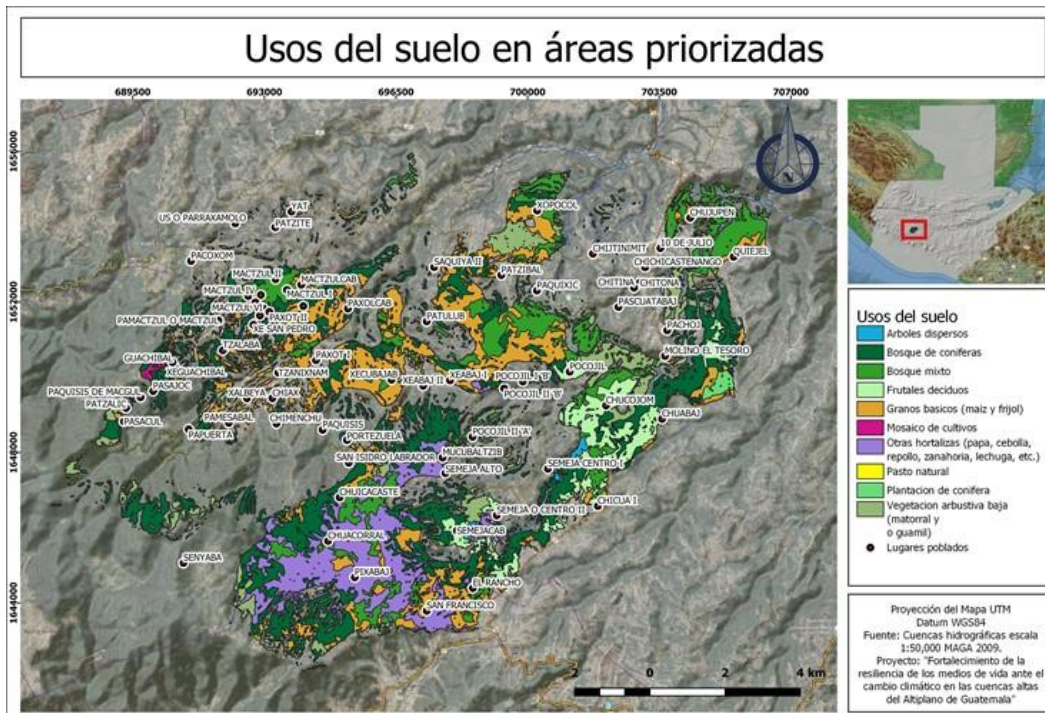 Usos del suelo en áreas priorizadas
689500 693000 696500 700000 703500 707000
1656000
1652000
1648000
1644000
YAT
US O PARRAXAMOLO
PATZITE
XOPOCOL
CHUJUPEN
PACOXOM
CHIJTINIMIT
10 DE JULIO
QUIEJEL
SAQUIYA II
PATZIBAL
CHICHICASTENANGO
MACTZUL II
MACTZULCAB
CHITINA
CHITONA
PAQUIXIC
MACTZUL IV
MACTZUL I
PASCUATABAJ
MACTZUL VI
PAXOT II
PAXOLCAB
PAMACTZUL O MACTZUL
PATULUB
XE SAN PEDRO
PACHOJ
TZALABA
GUACHIBAL
PAXOT I
MOLINO EL TESORO
XEGUACHIBAL
TZANIXNAM
XECUBAJAB
XEABAJ II
XEABAJ-I
POCOJIL I 'B'
POCOJIL
PASAJOC
PAQUISIS DE MACGUL
XALBEYA
CHIAX
POCOJIL II 'B'
PATZALIC
CHUCOJOM
PASACUL
PAMESABAL
CHIMENCHU
CHUABAJ
PAPUERTA
PAQUISIS
PORTEZUELA
POCOJIL II 'A'
SAN ISIDRO LABRADOR
MUCUBALTZIB
SEMEJA ALTO
SEMEJA CENTRO I
CHUICACASTE
CHICUA I
SEMEJA O CENTRO II
SEMEJACAB
CHUACORRAL
SENYABA
PIXABAJ
EL RANCHO
SAN FRANCISCO
N
2 0 2 4 km
Usos del suelo
Arboles dispersos
Bosque de coniferas
Bosque mixto
Frutales deciduos
Granos basicos (maiz y frijol)
Mosaico de cultivos
Otras hortalizas (papa, cebolla,
repollo, zanahoria, lechuga, etc.)
Pasto natural
Plantacion de conifera
Vegetacion arbustiva baja
(matorral y
o guamil)
Lugares poblados
Proyección del Mapa UTM
Datum WGS84
Fuente: Cuencas hidrográficas escala
1:50,000 MAGA 2009.
Proyecto: "Fortalecimiento de la
resiliencia de los medios de vida ante el
cambio climático en las cuencas altas
del Altiplano de Guatemala"